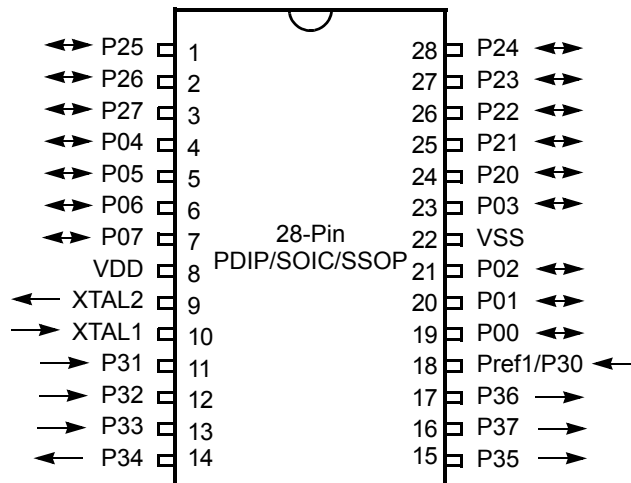 P25 1 28 P24
P26 2 27 P23
P27 3 26 P22
P04 4 25 P21
P05 5 24 P20
P06 6 23 P03
P07 7 22 VSS
VDD 8 21 P02
XTAL2 9 20 P01
XTAL1 10 19 P00
P31 11 18 Pref1/P30
P32 12 17 P36
P33 13 16 P37
P34 14 15 P35
28-Pin
PDIP/SOIC/SSOP